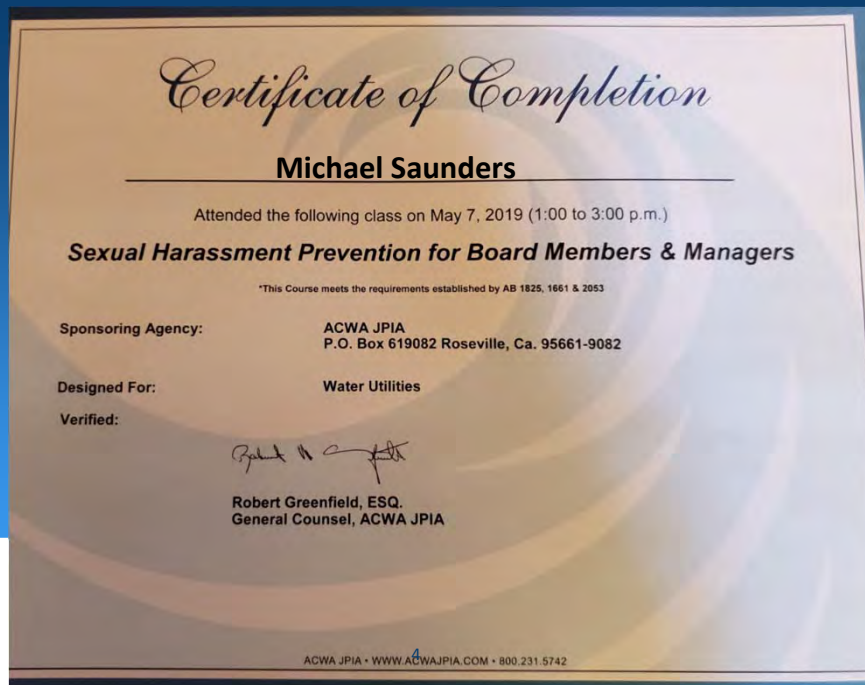 Certificate of Completion
Michael Saunders
Attended the following class on May 7, 2019 (1:00 to 3:00 p.m.)
Sexual Harassment Prevention for Board Members & Managers
*This Course meets the requirements established by AB 1825, 1661 & 2053
Sponsoring Agency: ACWA JPIA
P.O. Box 619082 Roseville, Ca. 95661-9082
Designed For: Water Utilities
Verified:
Robert Greenfield, ESQ.
General Counsel, ACWA JPIA
4
ACWA JPIA • WWW.ACWAJPIA.COM • 800.231.5742